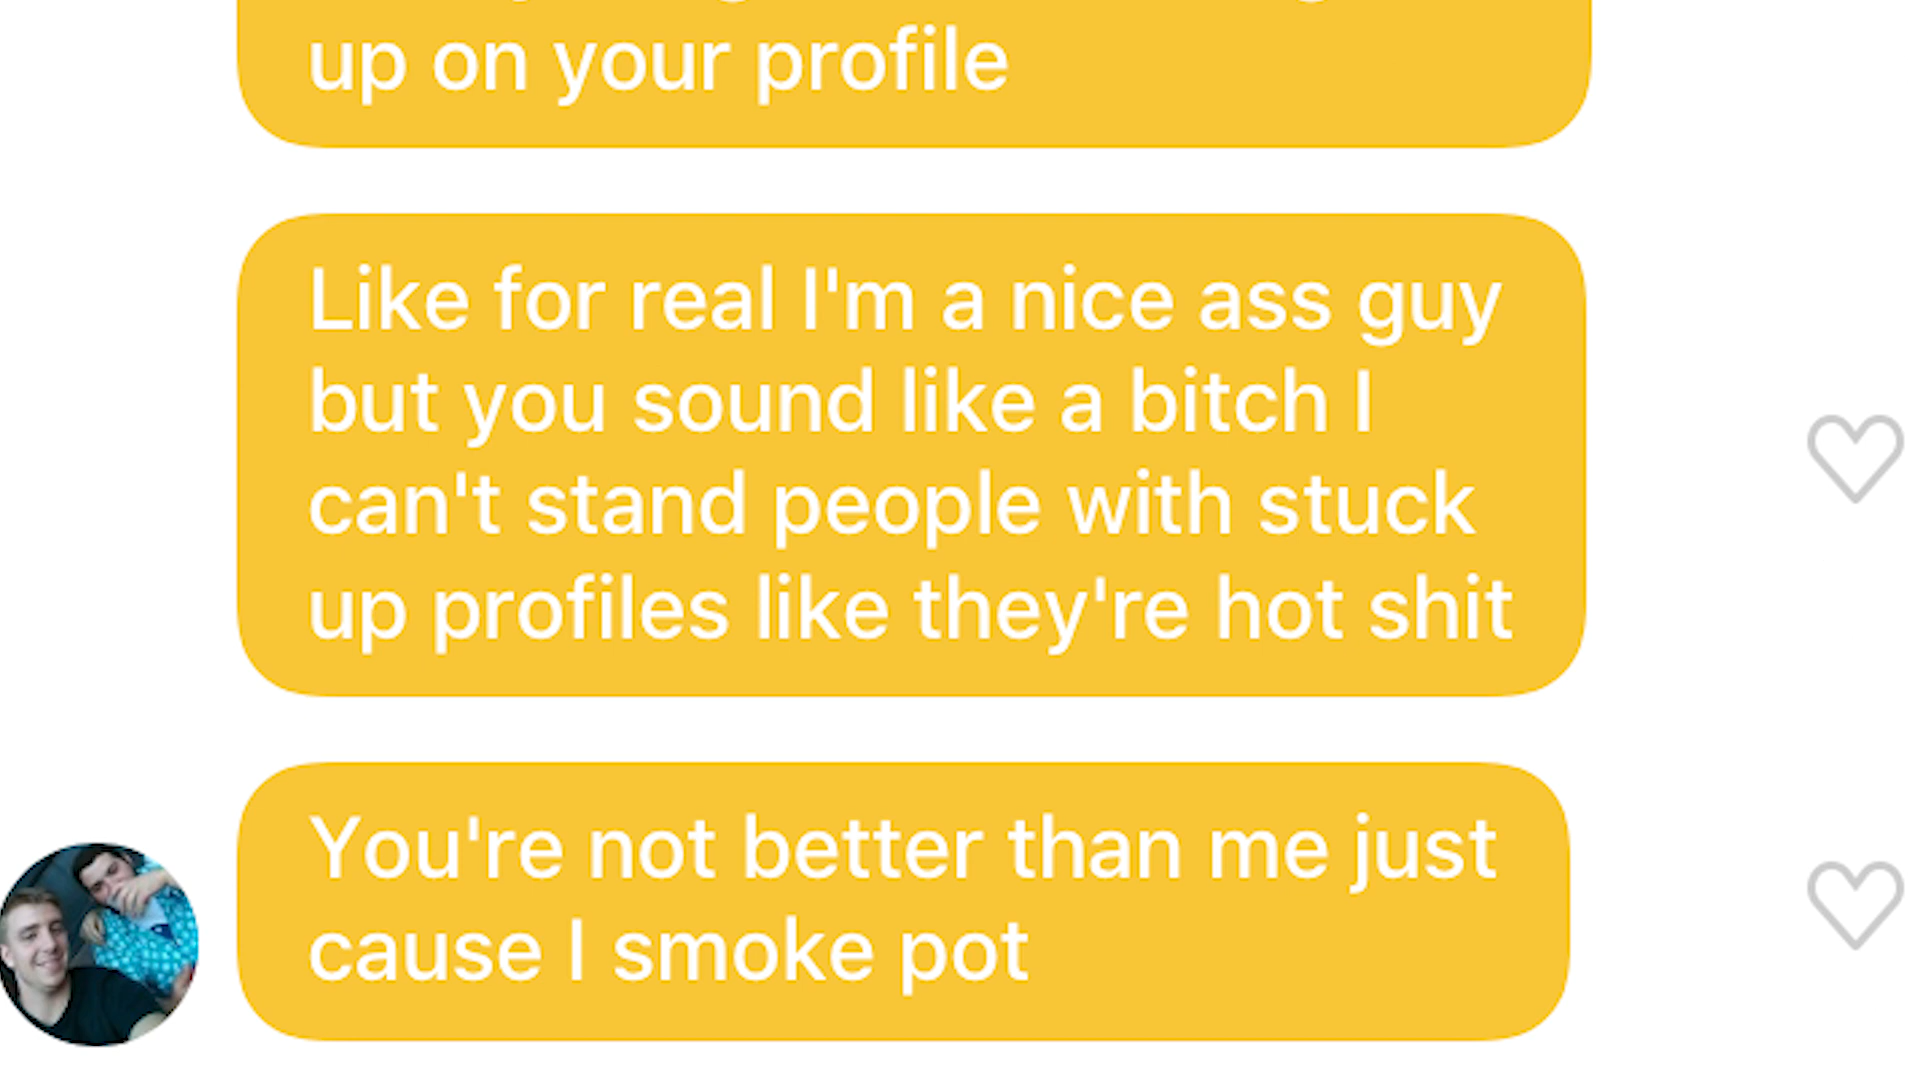 up on your profile
Like for real I'm a nice ass guy
but you sound like a bitch I
can't stand people with stuck
up profiles like they're hot shit
You're not better than me just
cause I smoke pot